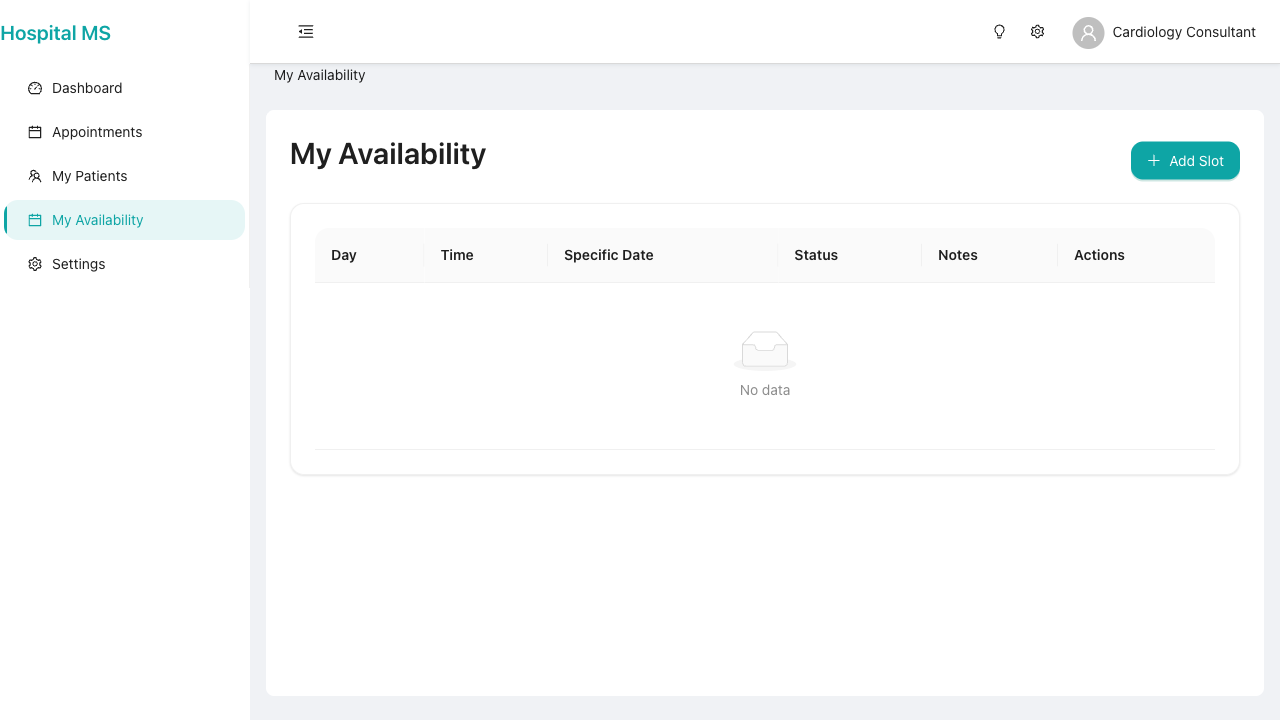 Hospital MS
Dashboard
Appointments
My Patients
My Availability
Settings
Cardiology Consultant
My Availability
My Availability
Add Slot
Day Time Specific Date Status Notes Actions
No data